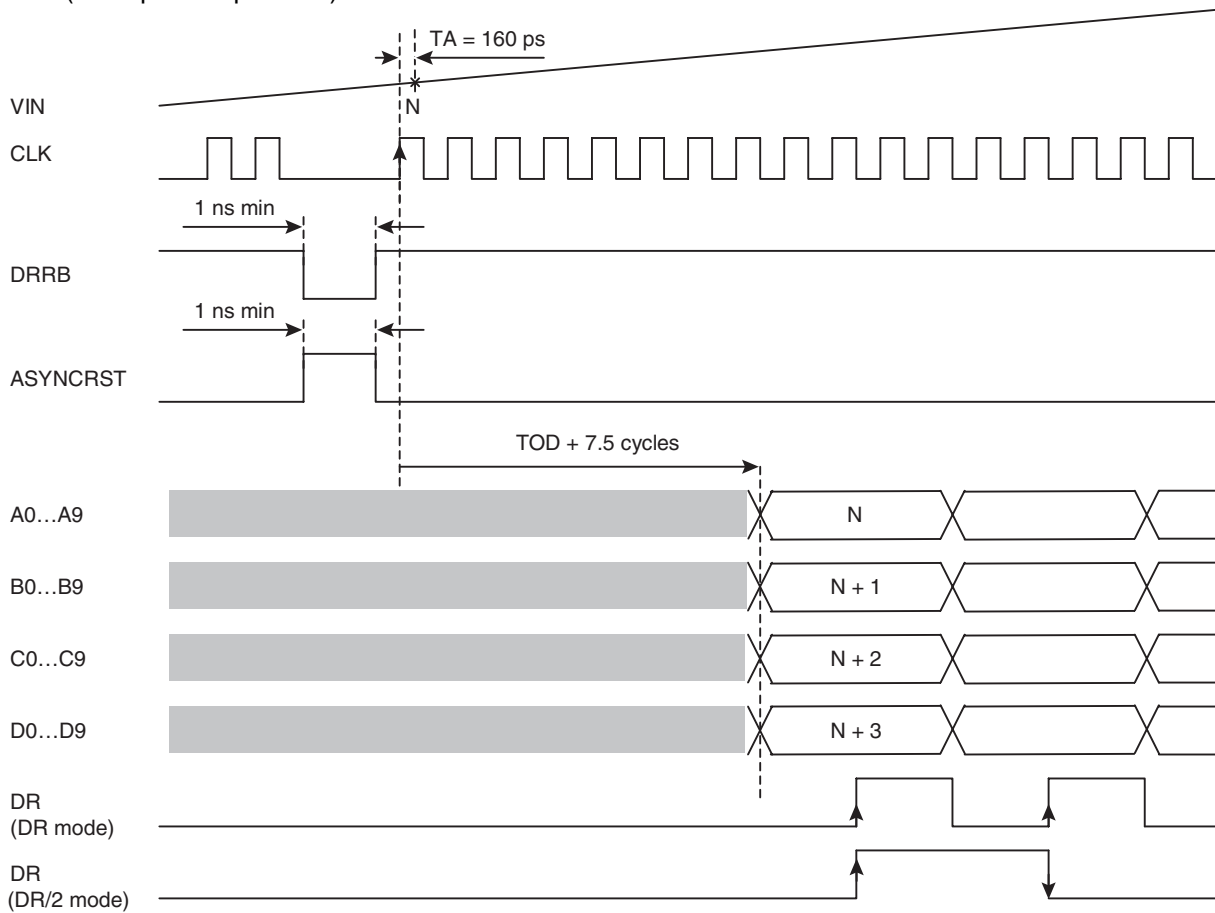 TA = 160 ps
VIN
N
CLK
1 ns min
DRRB
1 ns min
ASYNCRST
TOD + 7.5 cycles
A0…A9
N
B0…B9
N + 1
C0…C9
N + 2
D0…D9
N + 3
DR
(DR mode)
DR
(DR/2 mode)